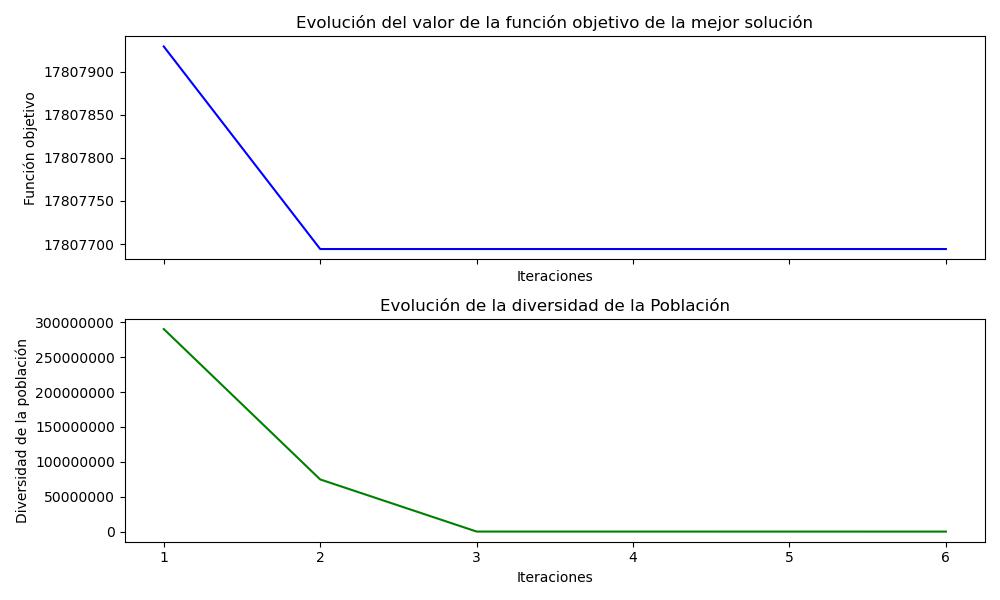 Evolución del valor de la función objetivo de la mejor solución
Función objetivo
17807900
17807850
17807800
17807750
17807700
Iteraciones
Evolución de la diversidad de la Población
Diversidad de la población
300000000
250000000
200000000
150000000
100000000
50000000
0
1 2 3 4 5 6
Iteraciones